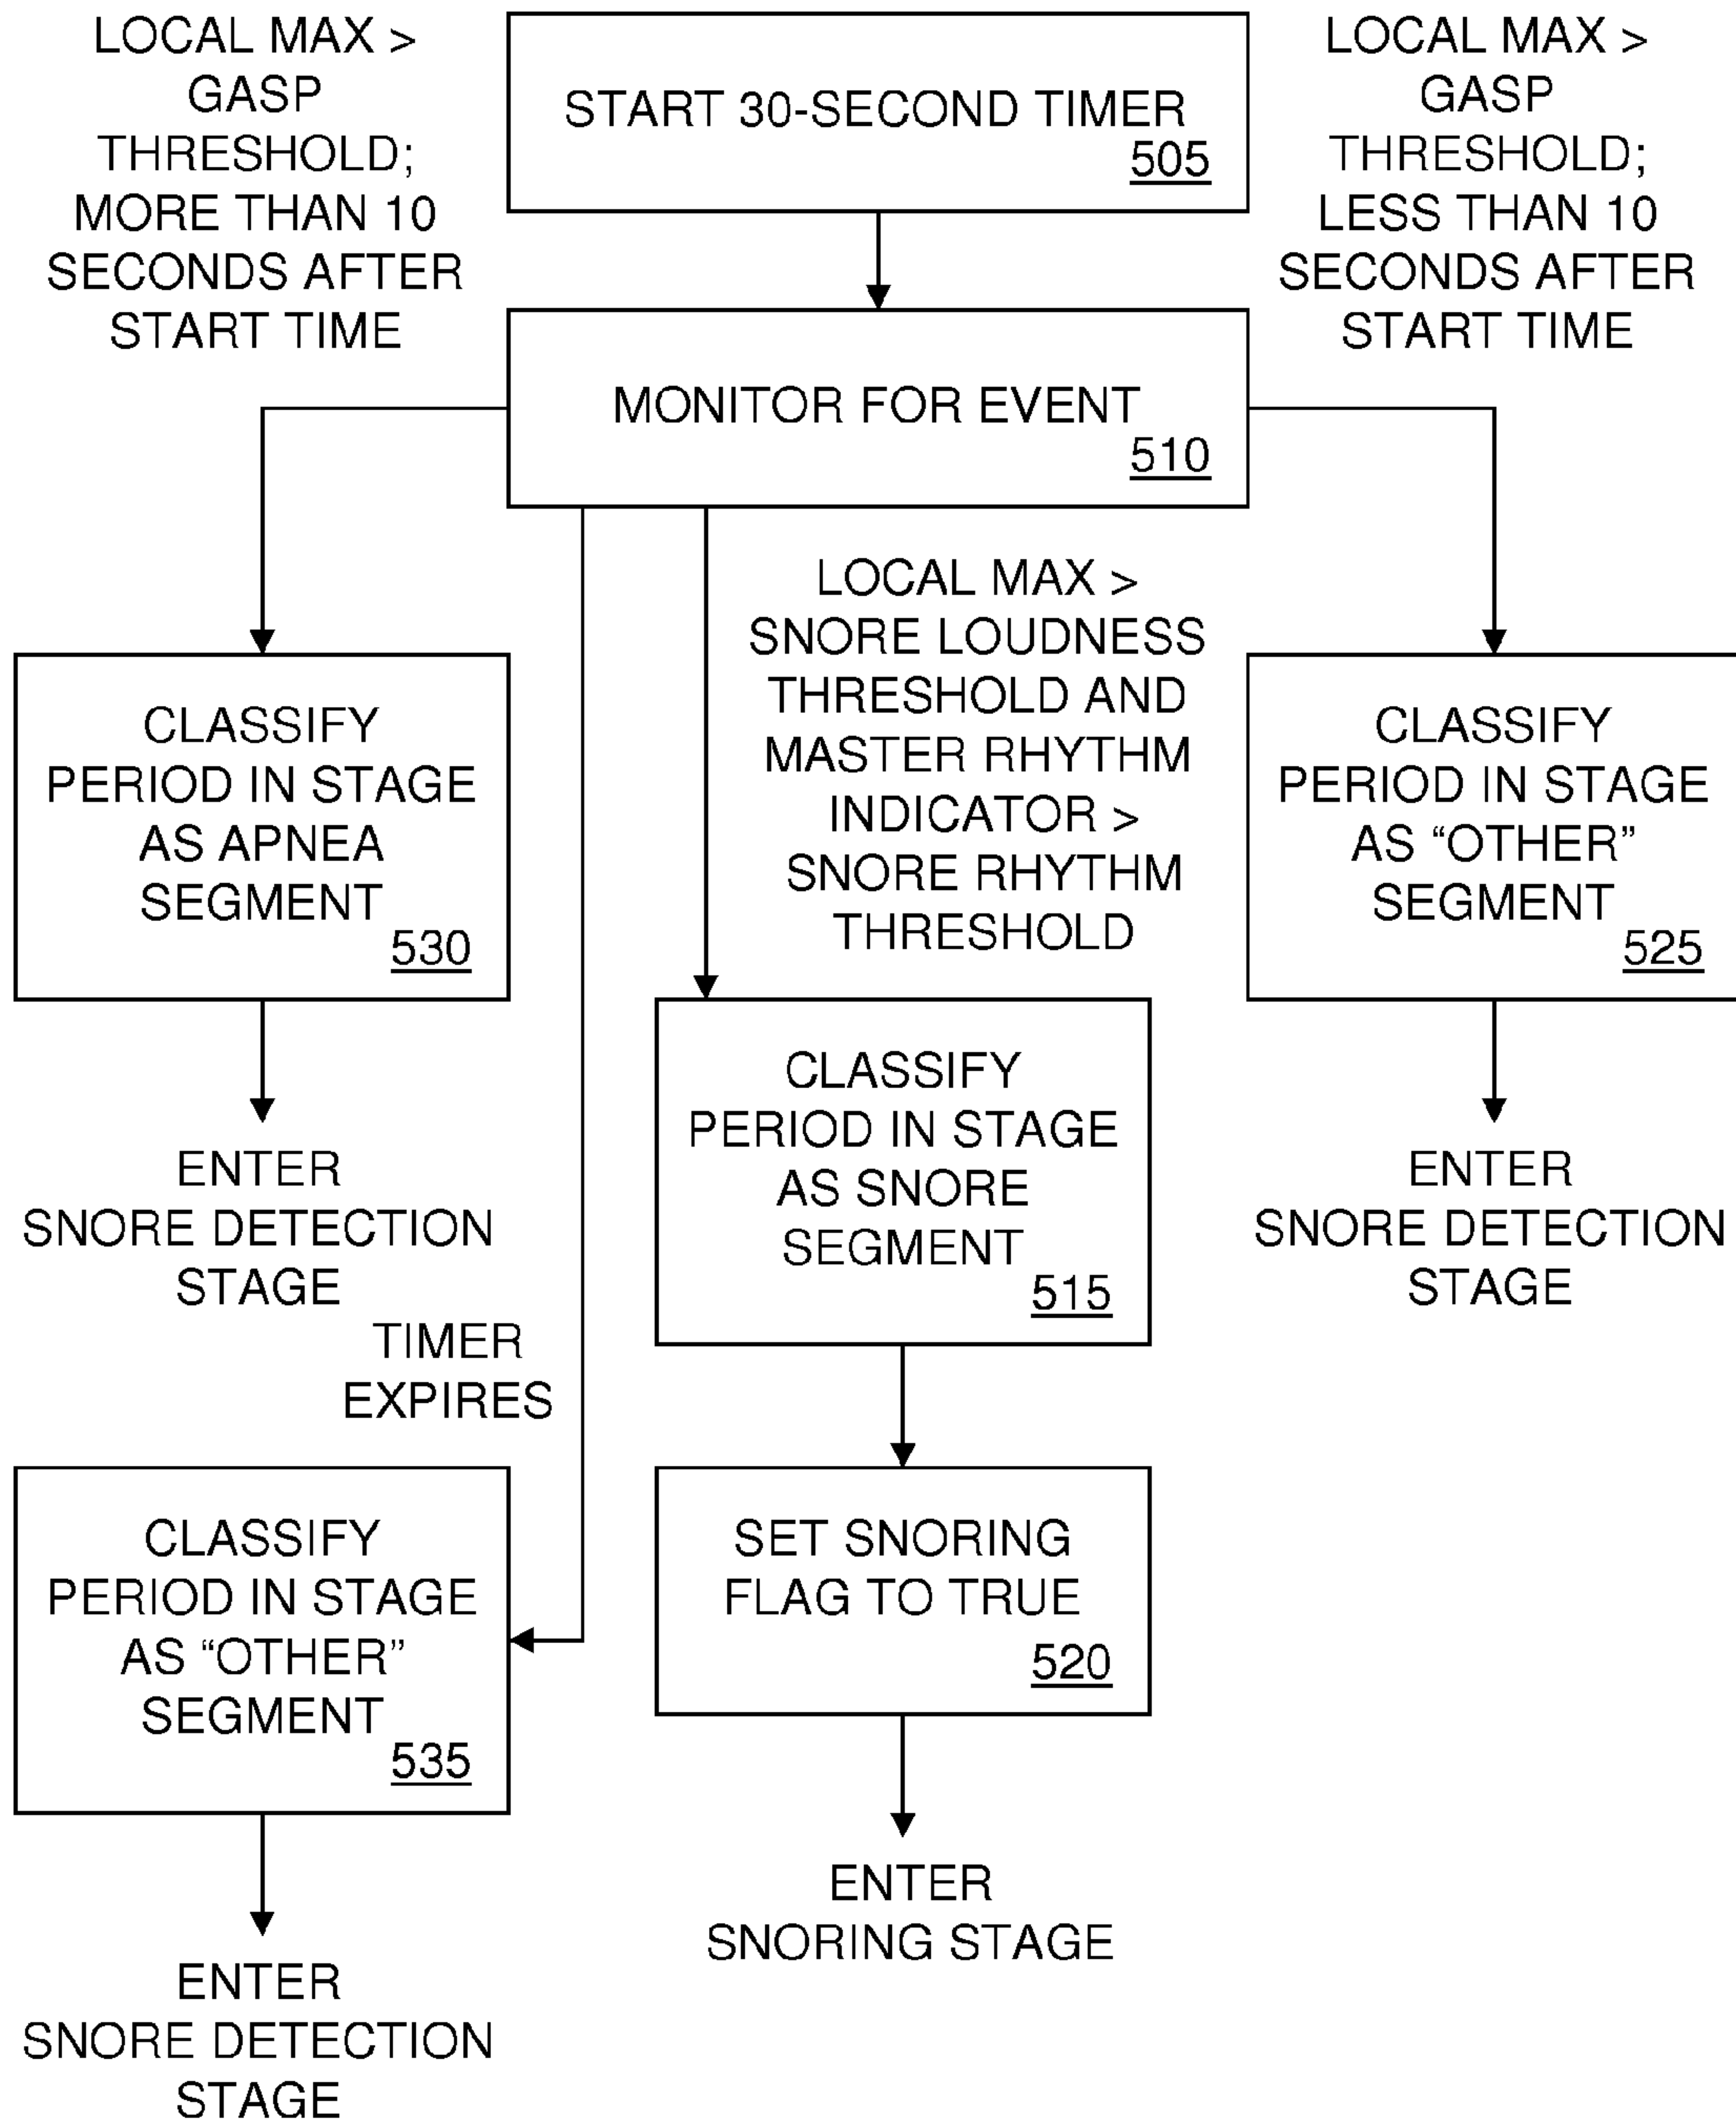 LOCAL MAX >
GASP
THRESHOLD;
MORE THAN 10
SECONDS AFTER
START TIME
START 30-SECOND TIMER
505
LOCAL MAX >
GASP
THRESHOLD;
LESS THAN 10
SECONDS AFTER
START TIME
MONITOR FOR EVENT
510
LOCAL MAX >
SNORE LOUDNESS
THRESHOLD AND
MASTER RHYTHM
INDICATOR >
SNORE RHYTHM
THRESHOLD
CLASSIFY
PERIOD IN STAGE
AS APNEA
SEGMENT
530
CLASSIFY
PERIOD IN STAGE
AS “OTHER”
SEGMENT
525
ENTER
SNORE DETECTION
STAGE
CLASSIFY
PERIOD IN STAGE
AS SNORE
SEGMENT
515
ENTER
SNORE DETECTION
STAGE
TIMER
EXPIRES
CLASSIFY
PERIOD IN STAGE
AS “OTHER”
SEGMENT
535
SET SNORING
FLAG TO TRUE
520
ENTER
SNORING STAGE
ENTER
SNORE DETECTION
STAGE